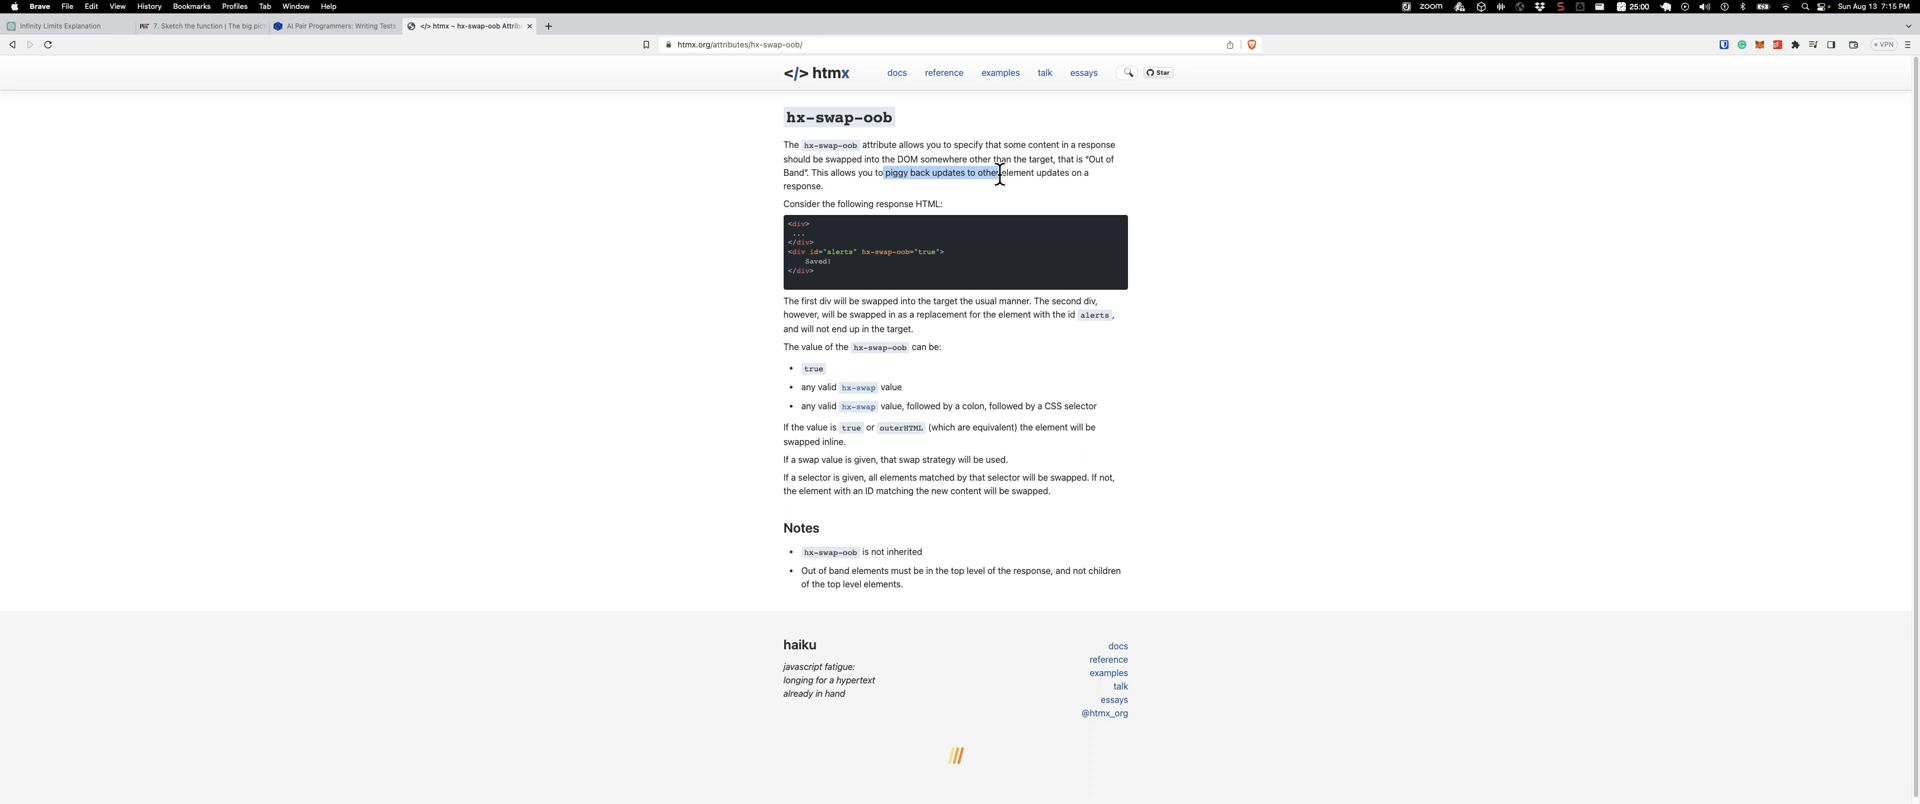 Brave File Edit View History Bookmarks Profiles Tab Window Help
zoom 25:00 Sun Aug 13 7:15 PM
Infinity Limits Explanation
7. Sketch the function | The big pic
AI Pair Programmers: Writing Tests
</> htmx ~ hx-swap-oob Attrib
htmx.org/attributes/hx-swap-oob/
VPN
</> htmx
docs reference examples talk essays
Star
hx-swap-oob
The hx-swap-oob attribute allows you to specify that some content in a response
should be swapped into the DOM somewhere other than the target, that is “Out of
Band”. This allows you to piggy back updates to other element updates on a
response.
Consider the following response HTML:
<div>
...
</div>
<div id="alerts" hx-swap-oob="true">
Saved!
</div>
The first div will be swapped into the target the usual manner. The second div,
however, will be swapped in as a replacement for the element with the id alerts,
and will not end up in the target.
The value of the hx-swap-oob can be:
• true
• any valid hx-swap value
• any valid hx-swap value, followed by a colon, followed by a CSS selector
If the value is true or outerHTML (which are equivalent) the element will be
swapped inline.
If a swap value is given, that swap strategy will be used.
If a selector is given, all elements matched by that selector will be swapped. If not,
the element with an ID matching the new content will be swapped.
Notes
• hx-swap-oob is not inherited
• Out of band elements must be in the top level of the response, and not children
of the top level elements.
haiku
javascript fatigue:
longing for a hypertext
already in hand
docs
reference
examples
talk
essays
@htmx_org